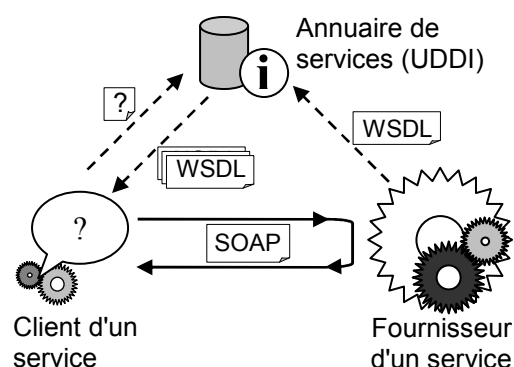 Annuaire de
services (UDDI)
i
?
WSDL
WSDL
?
SOAP
Client d'un
service
Fournisseur
d'un service